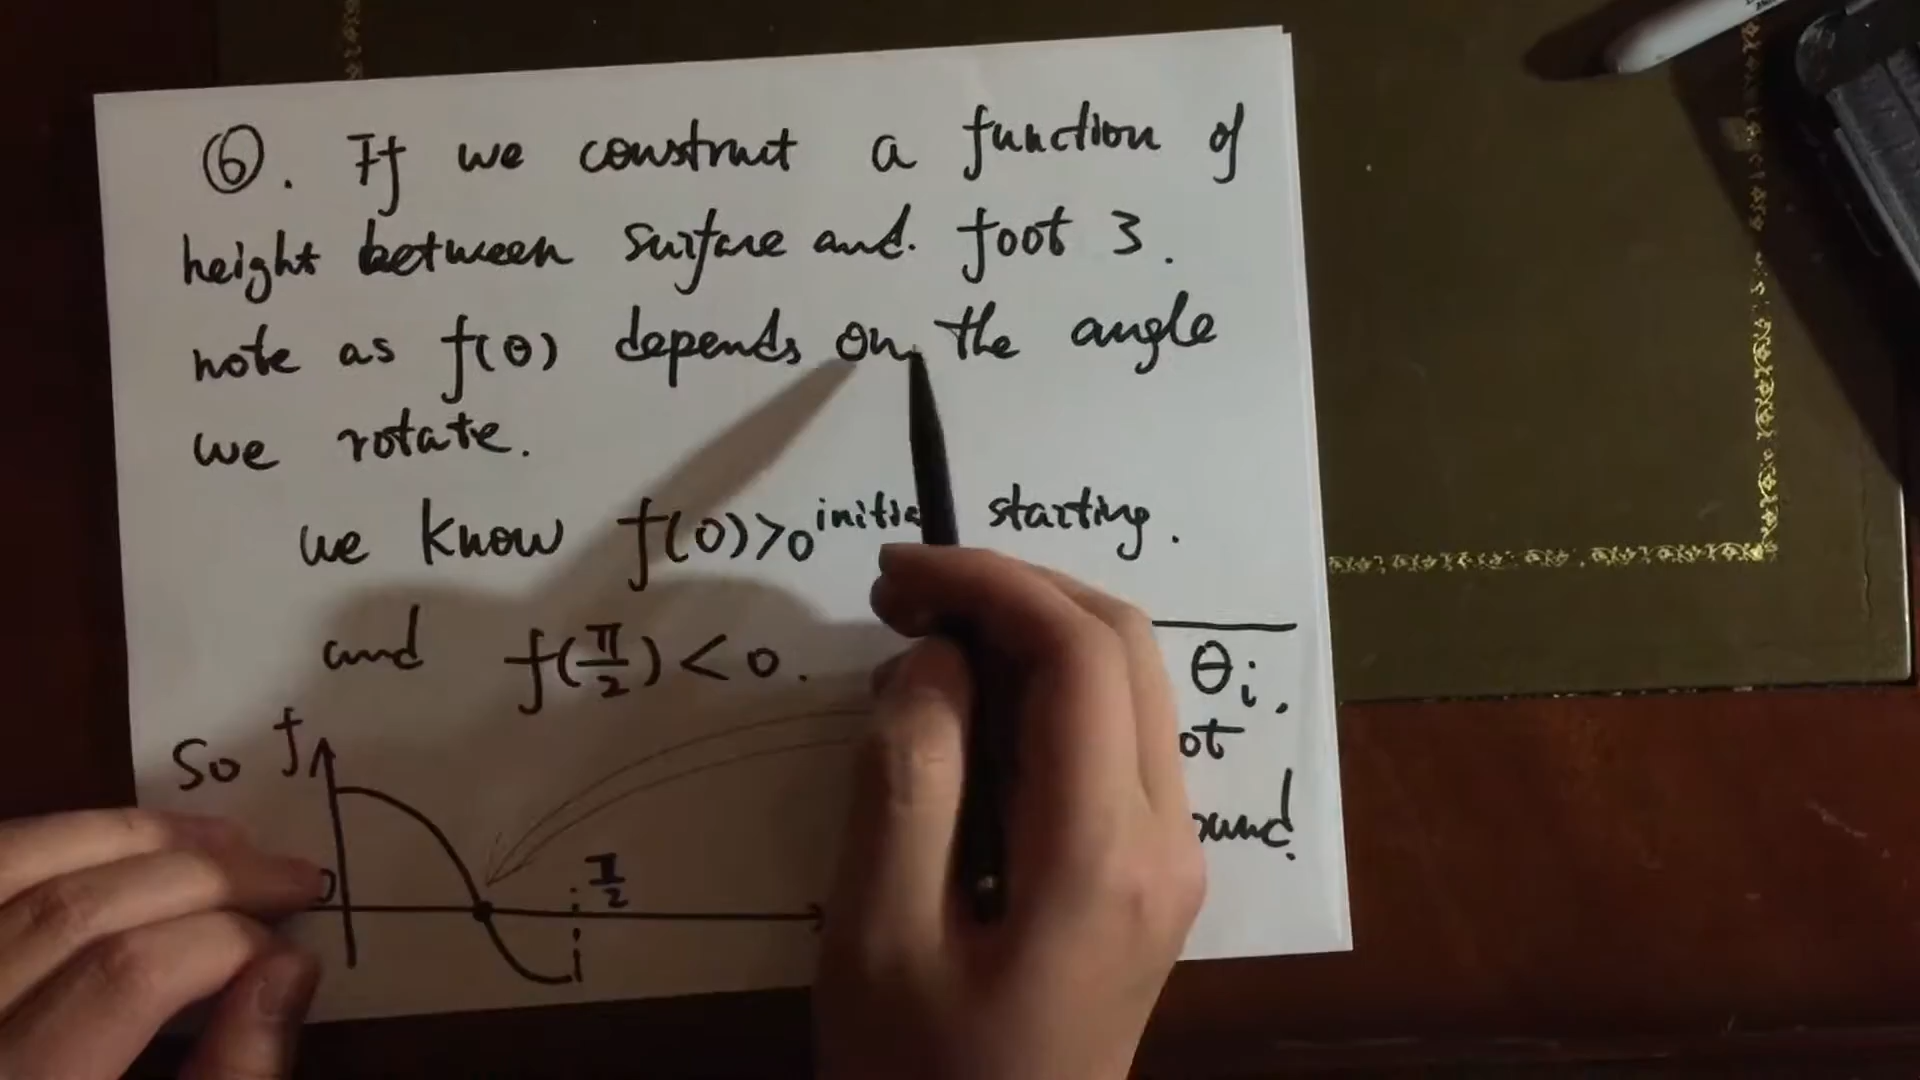 ⑥. If we construct a function of
height between surface and. foot 3.
note as f(θ) depends on the angle
we rotate.
we know f(0)>0 starting.
and f(π/2) < 0.
θi.
So f
0
π/2